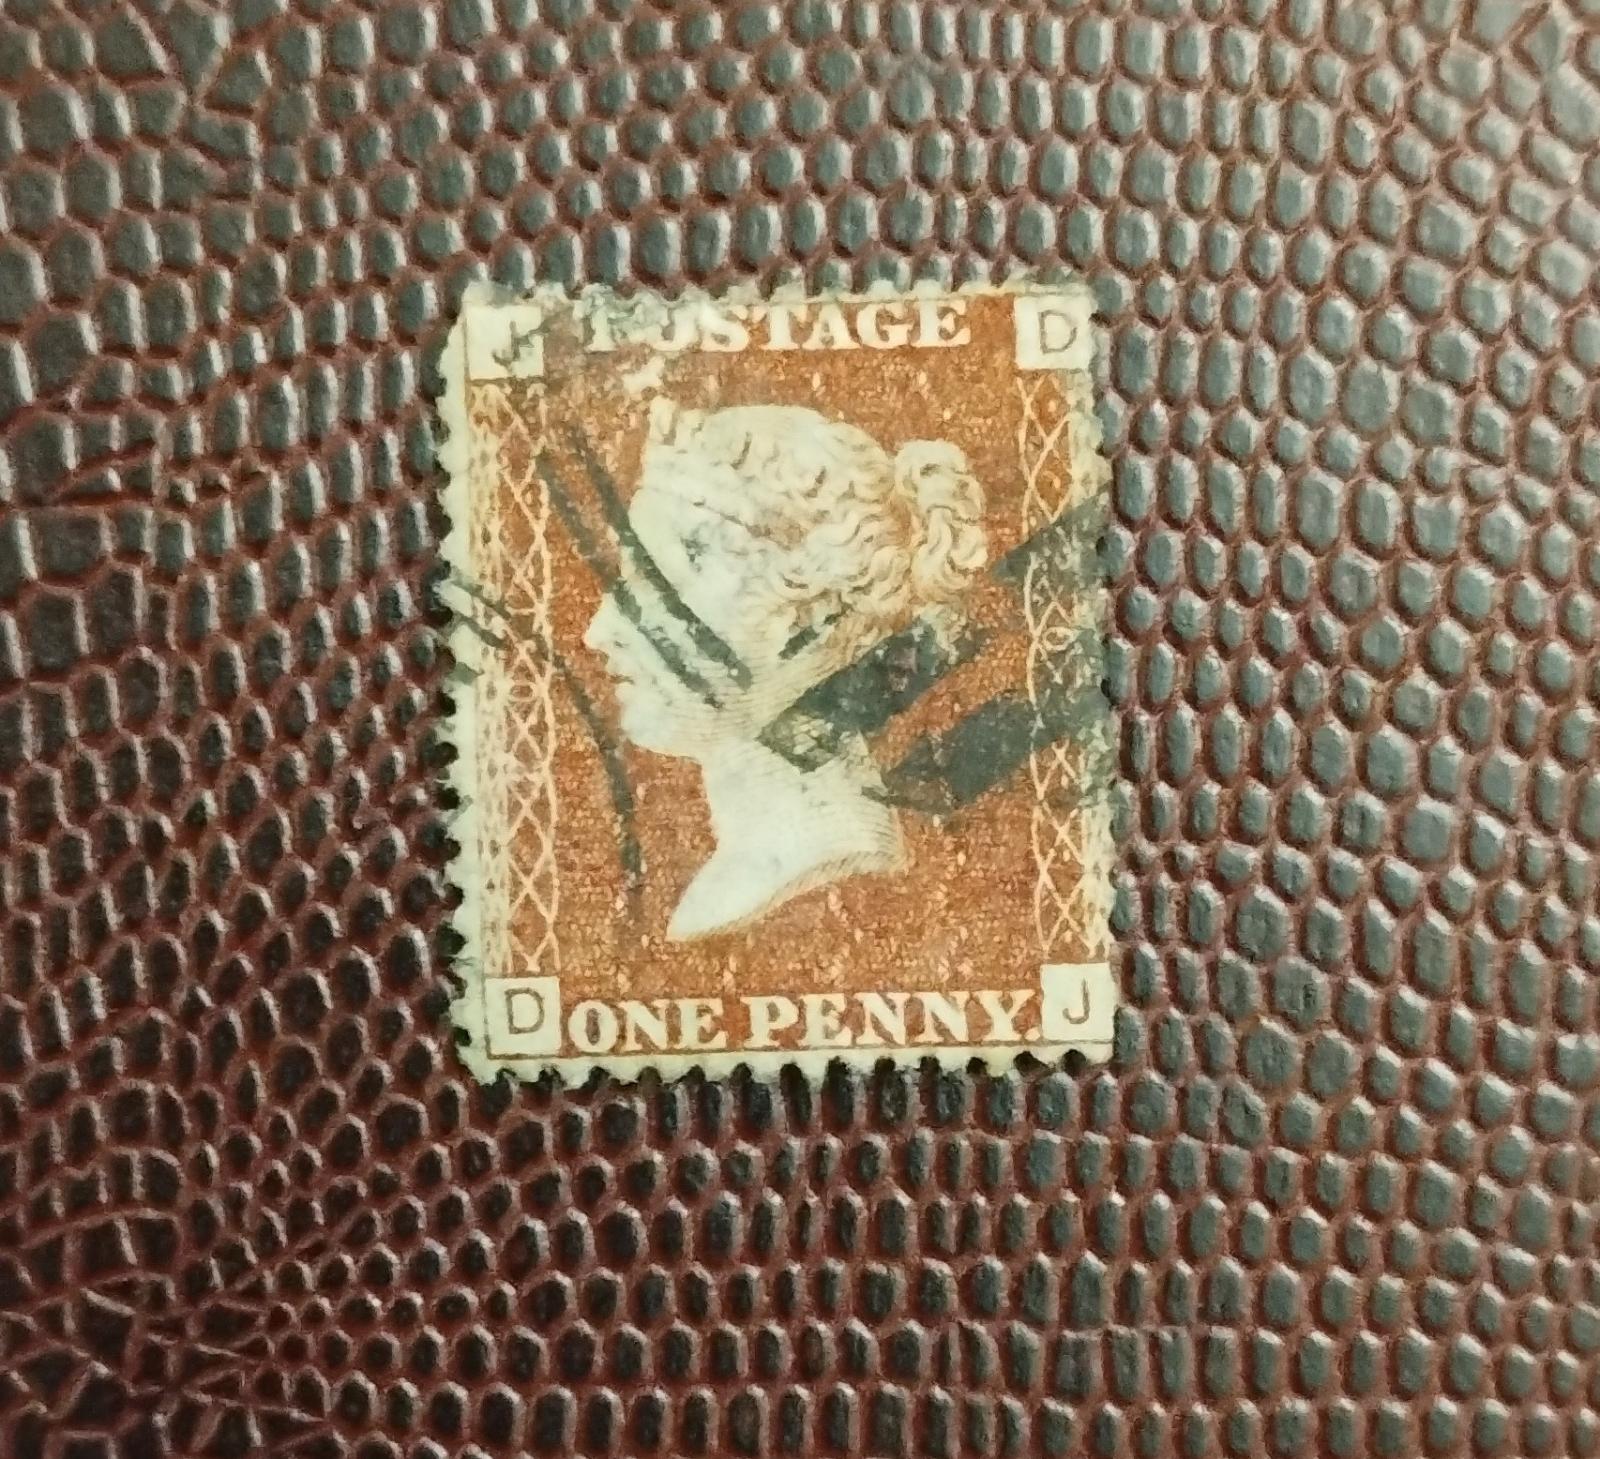 J POSTAGE D
D ONE PENNY. J